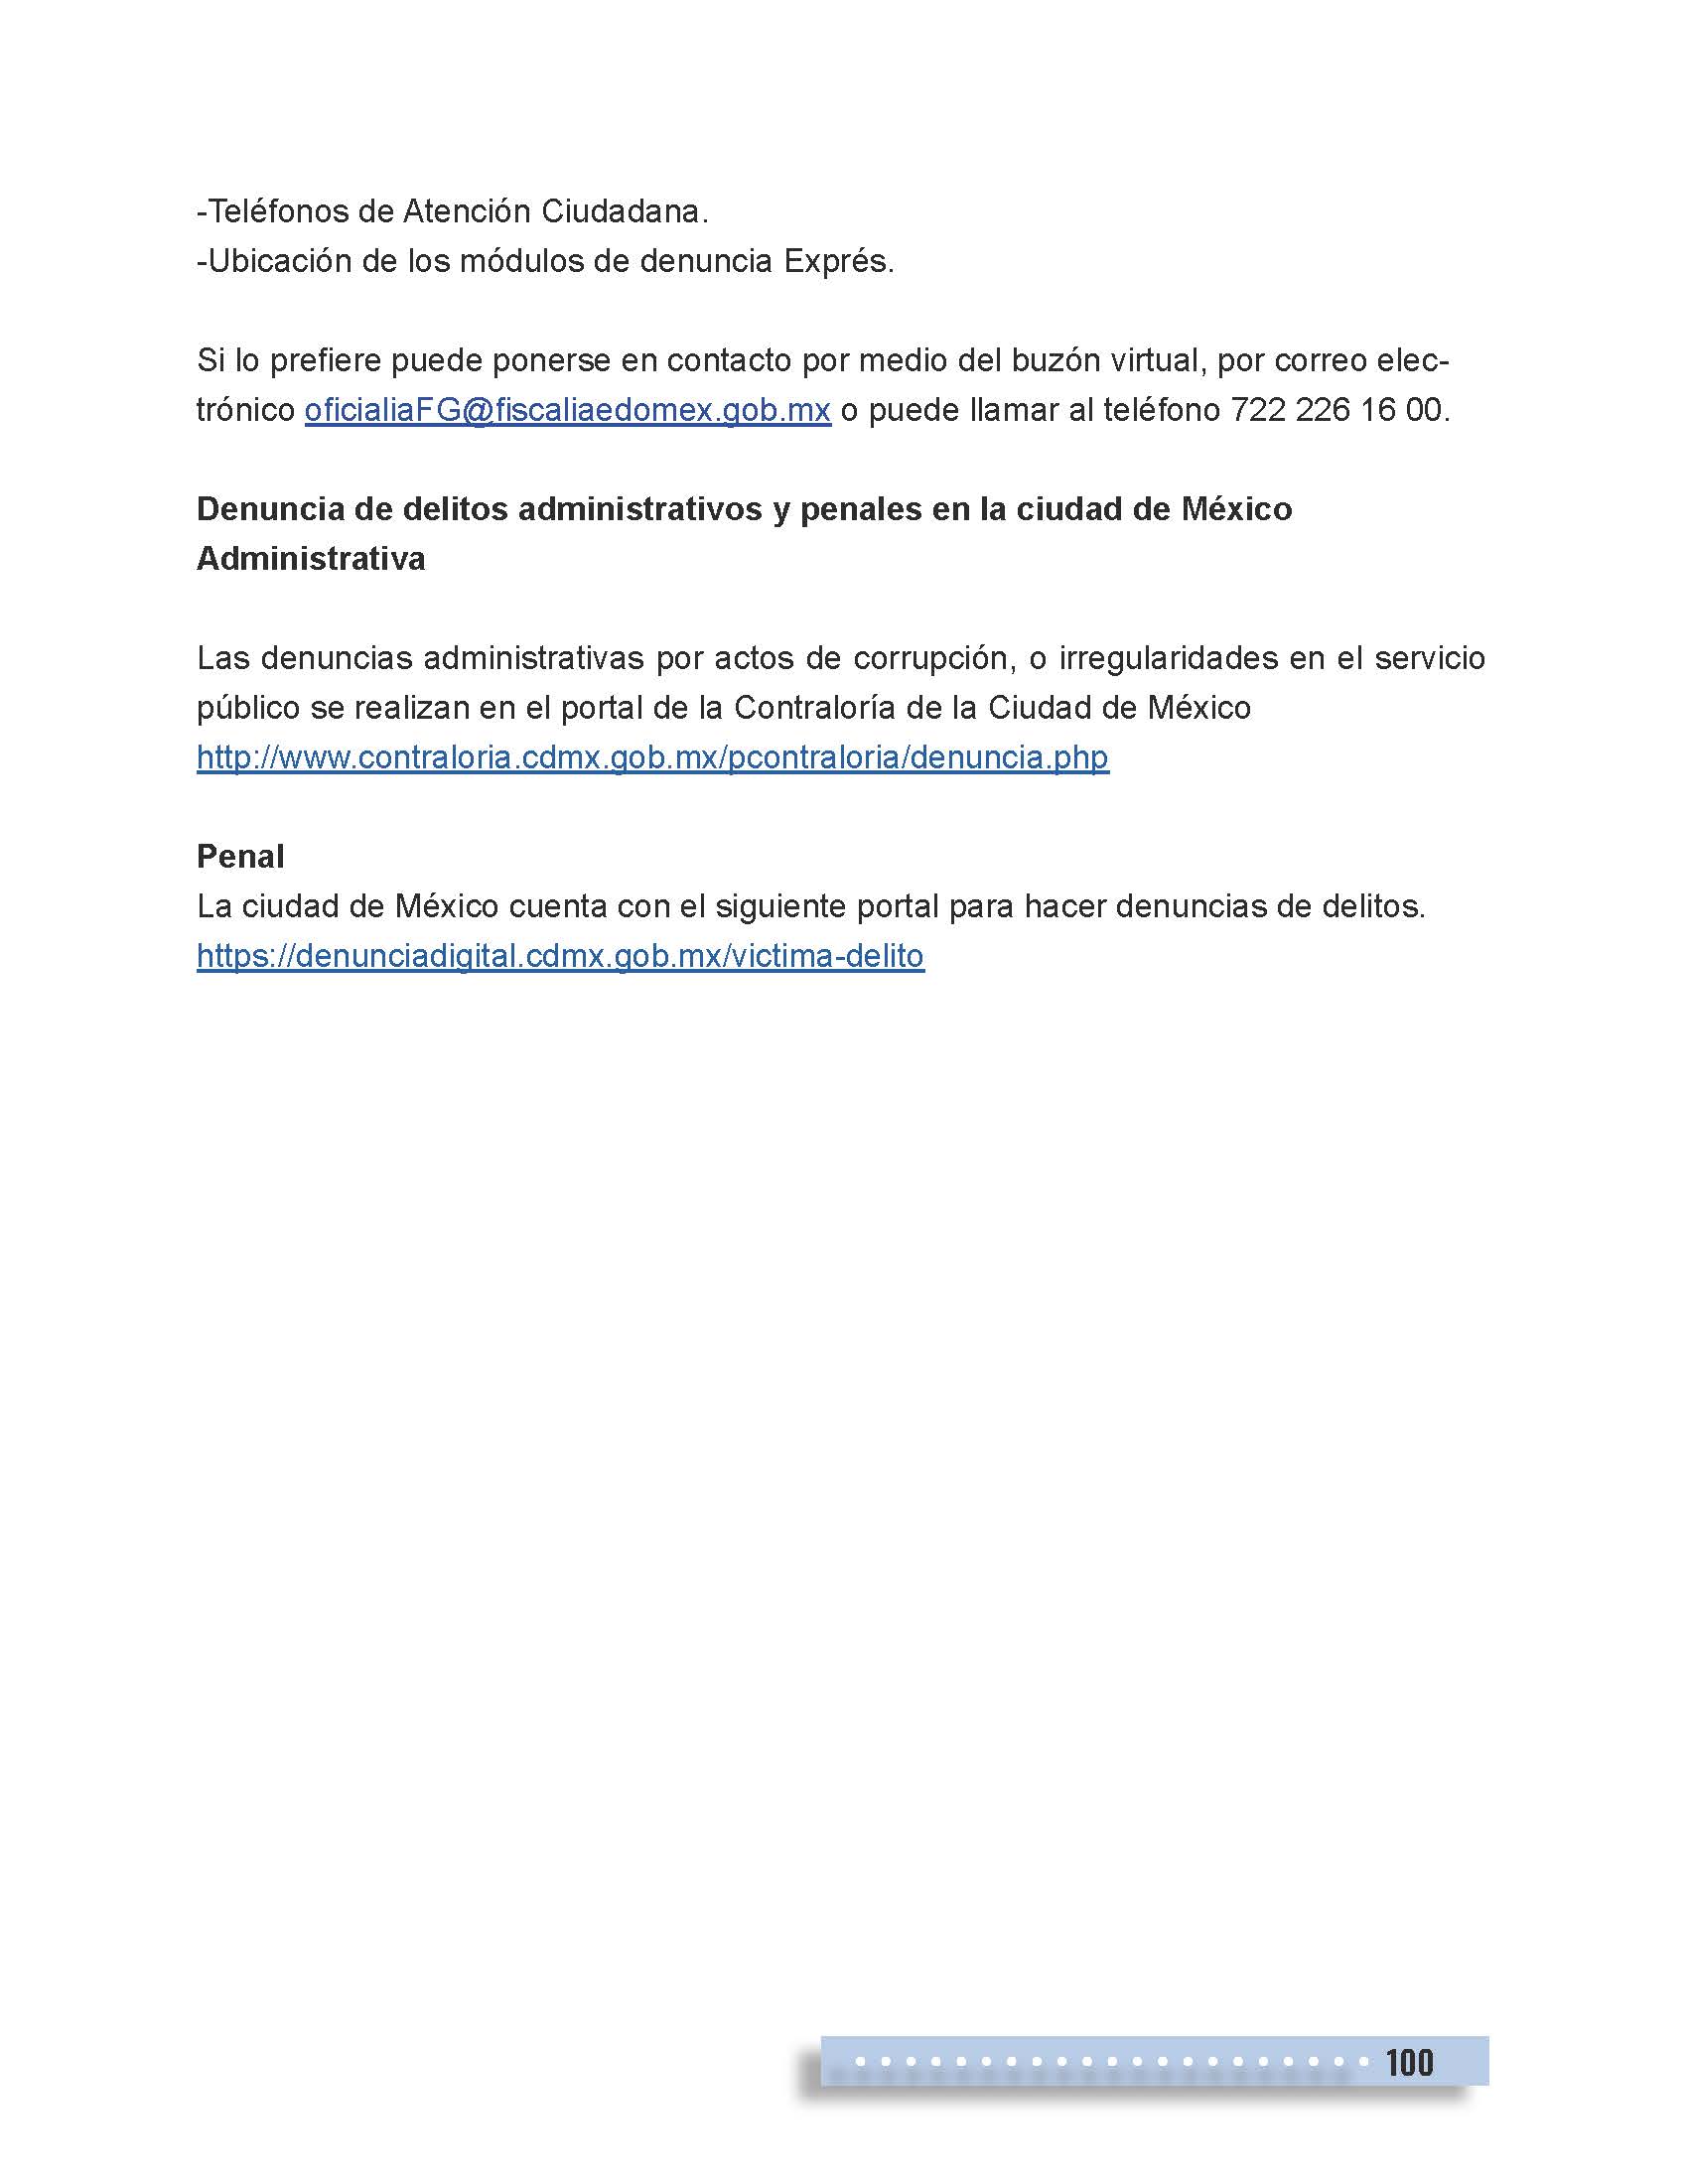 -Teléfonos de Atención Ciudadana.
-Ubicación de los módulos de denuncia Exprés.
Si lo prefiere puede ponerse en contacto por medio del buzón virtual, por correo elec-
trónico oficialiaFG@fiscaliaedomex.gob.mx o puede llamar al teléfono 722 226 16 00.
Denuncia de delitos administrativos y penales en la ciudad de México
Administrativa
Las denuncias administrativas por actos de corrupción, o irregularidades en el servicio
público se realizan en el portal de la Contraloría de la Ciudad de México
http://www.contraloria.cdmx.gob.mx/pcontraloria/denuncia.php
Penal
La ciudad de México cuenta con el siguiente portal para hacer denuncias de delitos.
https://denunciadigital.cdmx.gob.mx/victima-delito
100